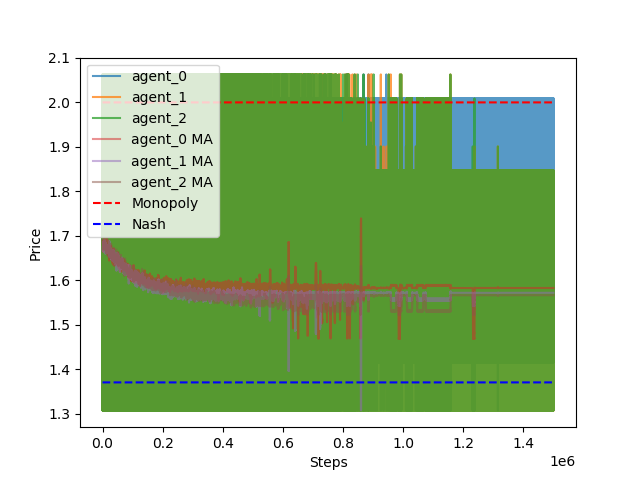 2.1
2.0
1.9
1.8
1.7
1.6
1.5
1.4
1.3
Price
agent_0
agent_1
agent_2
agent_0 MA
agent_1 MA
agent_2 MA
Monopoly
Nash
0.0 0.2 0.4 0.6 0.8 1.0 1.2 1.4
1e6
Steps